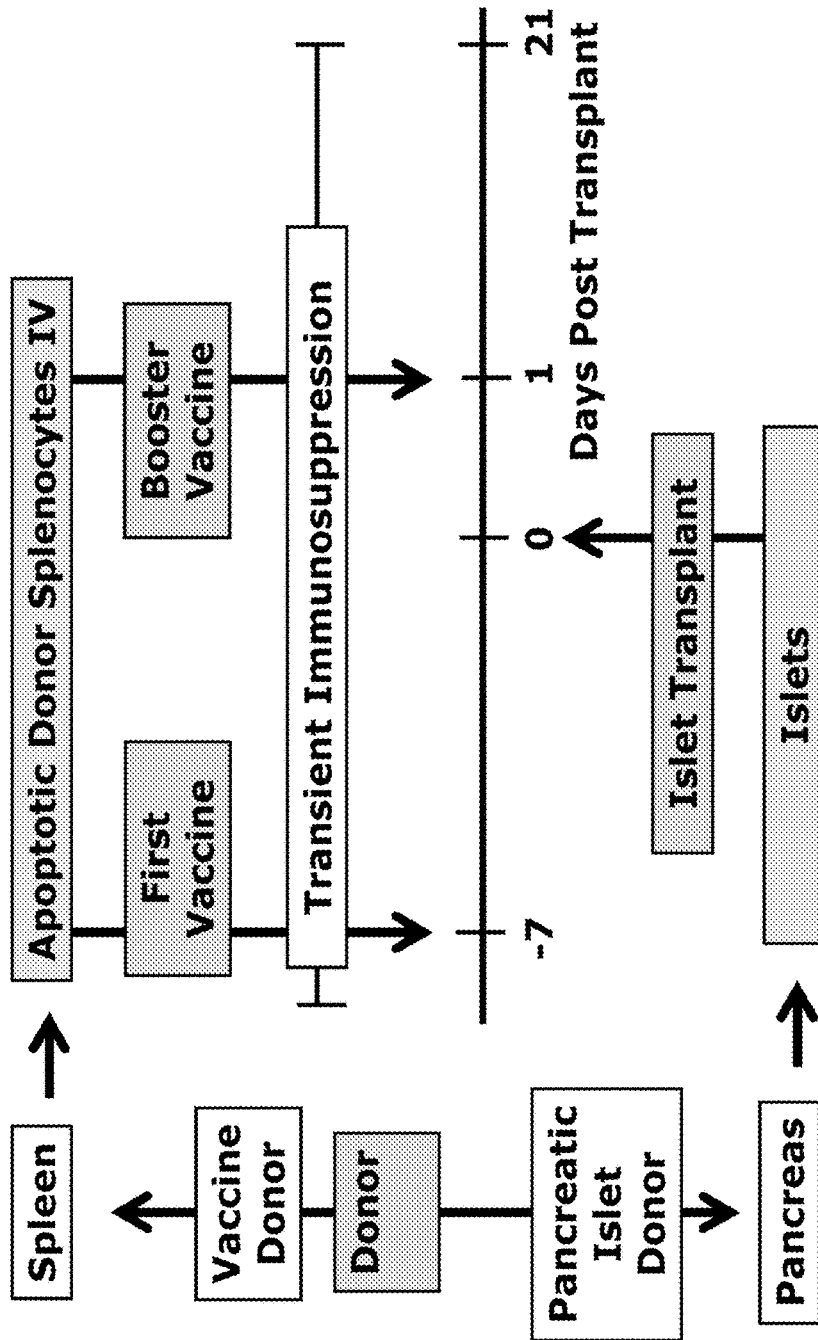 Spleen
Apoptotic Donor Splenocytes IV
Vaccine
Donor
First
Vaccine
Booster
Vaccine
Transient Immunosuppression
Donor
-7
0
1
21
Days Post Transplant
Pancreatic
Islet
Donor
Islet Transplant
Pancreas
Islets